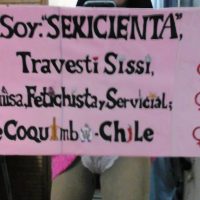 Soy: "SEXICIENTA",
Travesti Sissi,
Fetichista y Servicial;
Coquimbo-Chile